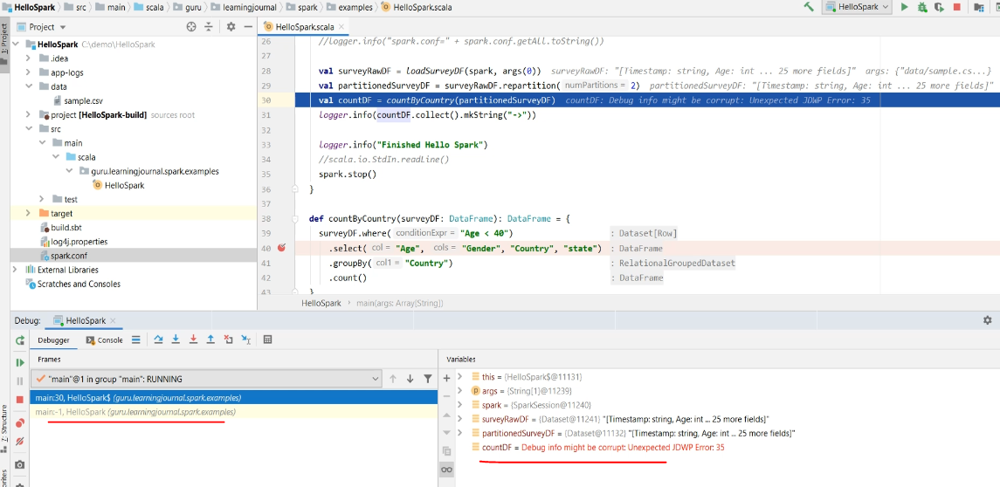 HelloSpark src main scala guru learningjournal spark examples HelloSpark.scala HelloSpark
1: Project
Project
HelloSpark.scala
HelloSpark C:\demo\HelloSpark
.idea
app-logs
data
sample.csv
project [HelloSpark-build] sources root
src
main
scala
guru.learningjournal.spark.examples
HelloSpark
test
target
build.sbt
log4j.properties
spark.conf
External Libraries
Scratches and Consoles
26 //logger.info("spark.conf=" + spark.conf.getAll.toString())
27
28 val surveyRawDF = loadSurveyDF(spark, args(0)) surveyRawDF: "[Timestamp: string, Age: int ... 25 more fields]" args: {"data/sample.cs...}
29 val partitionedSurveyDF = surveyRawDF.repartition( numPartitions = 2) partitionedSurveyDF: "[Timestamp: string, Age: int ... 25 more fields]"
30 val countDF = countByCountry(partitionedSurveyDF) countDF: Debug info might be corrupt: Unexpected JDWP Error: 35
31 logger.info(countDF.collect().mkString("->"))
32
33 logger.info("Finished Hello Spark")
34 //scala.io.StdIn.readLine()
35 spark.stop()
36 }
37
38 def countByCountry(surveyDF: DataFrame): DataFrame = {
39 surveyDF.where( conditionExpr = "Age < 40") : Dataset[Row]
40 .select( col = "Age", cols = "Gender", "Country", "state") : DataFrame
41 .groupBy( col1 = "Country") : RelationalGroupedDataset
42 .count() : DataFrame
43 }
HelloSpark main(args: Array[String])
Debug: HelloSpark
Debugger Console
Frames
"main"@1 in group "main": RUNNING
main:30, HelloSpark$ (guru.learningjournal.spark.examples)
main:-1, HelloSpark (guru.learningjournal.spark.examples)
Variables
this = {HelloSpark$@11131}
args = {String[1]@11239}
spark = {SparkSession@11240}
surveyRawDF = {Dataset@11241} "[Timestamp: string, Age: int ... 25 more fields]"
partitionedSurveyDF = {Dataset@11132} "[Timestamp: string, Age: int ... 25 more fields]"
countDF = Debug info might be corrupt: Unexpected JDWP Error: 35
Z: Structure